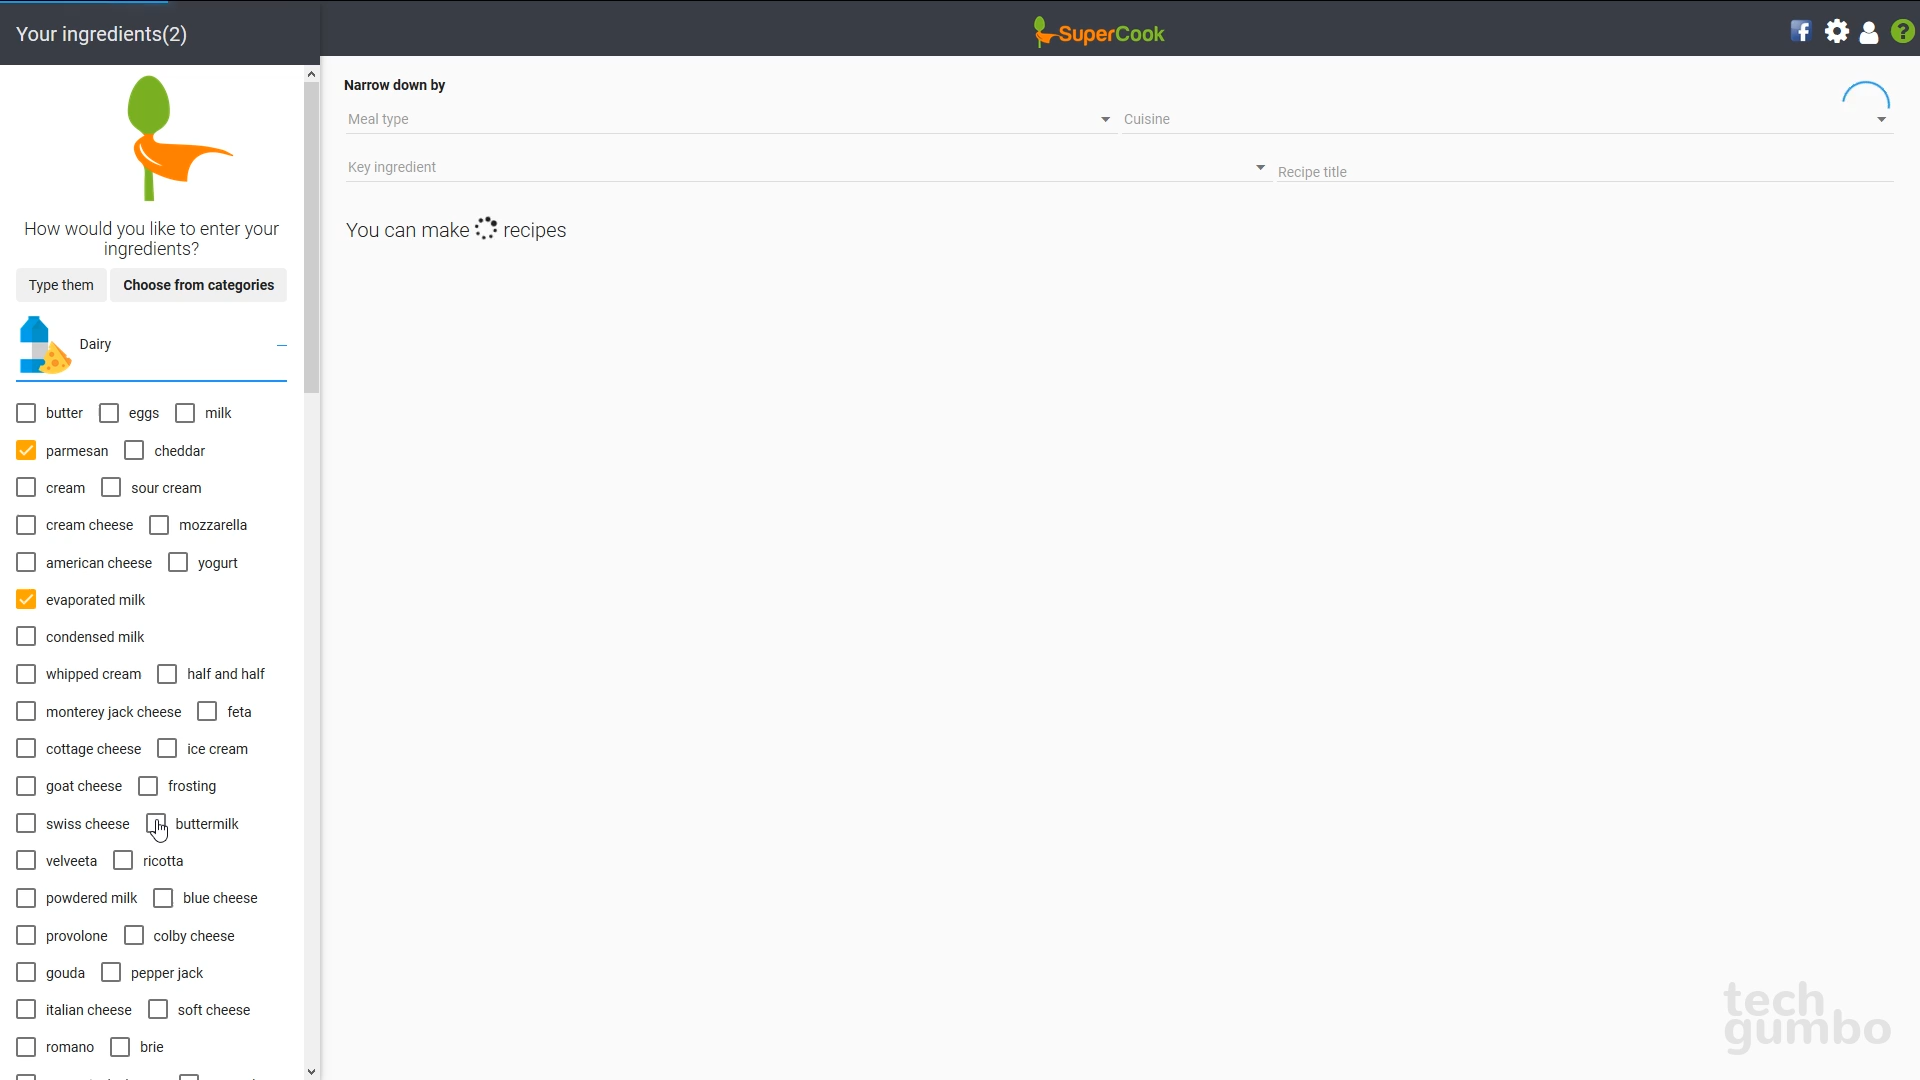 Your ingredients(2)
SuperCook
f
?
How would you like to enter your
ingredients?
Type them Choose from categories
Dairy
butter eggs milk
parmesan cheddar
cream sour cream
cream cheese mozzarella
american cheese yogurt
evaporated milk
condensed milk
whipped cream half and half
monterey jack cheese feta
cottage cheese ice cream
goat cheese frosting
swiss cheese buttermilk
velveeta ricotta
powdered milk blue cheese
provolone colby cheese
gouda pepper jack
italian cheese soft cheese
romano brie
Narrow down by
Meal type Cuisine
Key ingredient Recipe title
You can make recipes
tech
gumbo